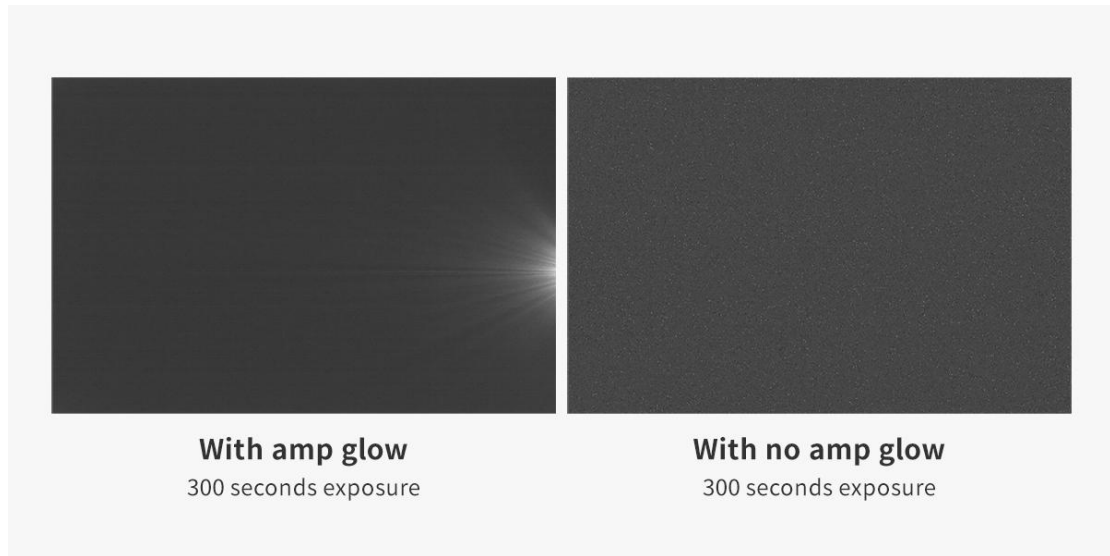 With amp glow
300 seconds exposure
With no amp glow
300 seconds exposure